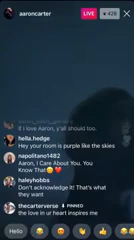 aaroncarter
LIVE
428
If I love Aaron, y'all should too.
hella.hedge
Hey your room is purple like the skies
napolitano1482
Aaron, I Care About You. You
Know That😊❤️
haleyhobbs
Don't acknowledge it! That's what
they want
thecarterverse 📌 PINNED
the love in ur heart inspires me
Hello